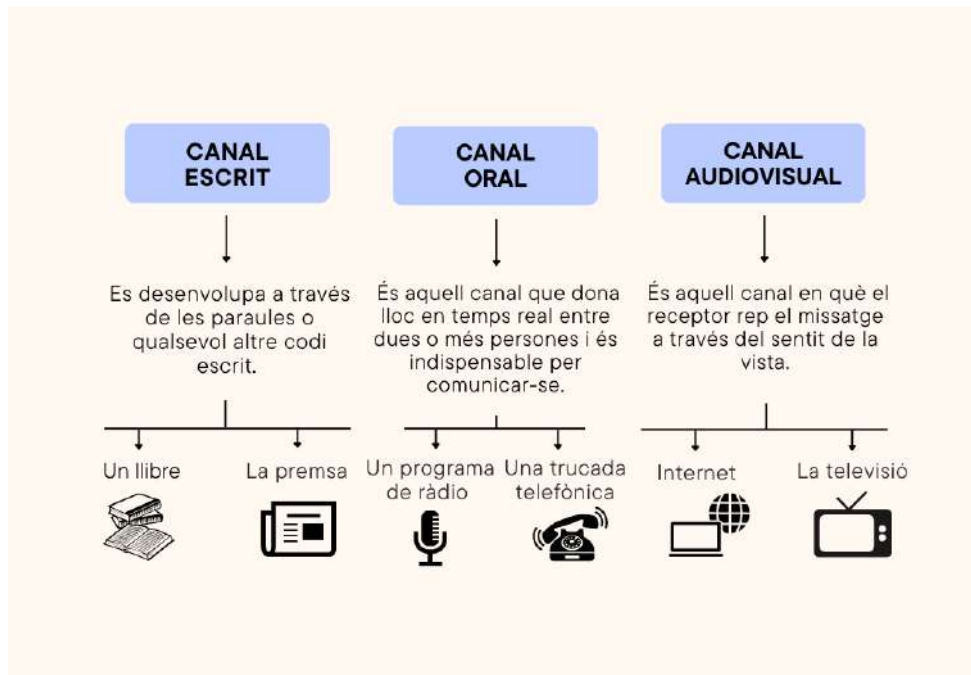 CANAL
ESCRIT
Es desenvolupa a través
de les paraules o
qualsevol altre codi
escrit.
Un llibre
La premsa
CANAL
ORAL
És aquell canal que dona
lloc en temps real entre
dues o més persones i és
indispensable per
comunicar-se.
Un programa
de ràdio
Una trucada
telefònica
CANAL
AUDIOVISUAL
És aquell canal en què el
receptor rep el missatge
a través del sentit de la
vista.
Internet
La televisió